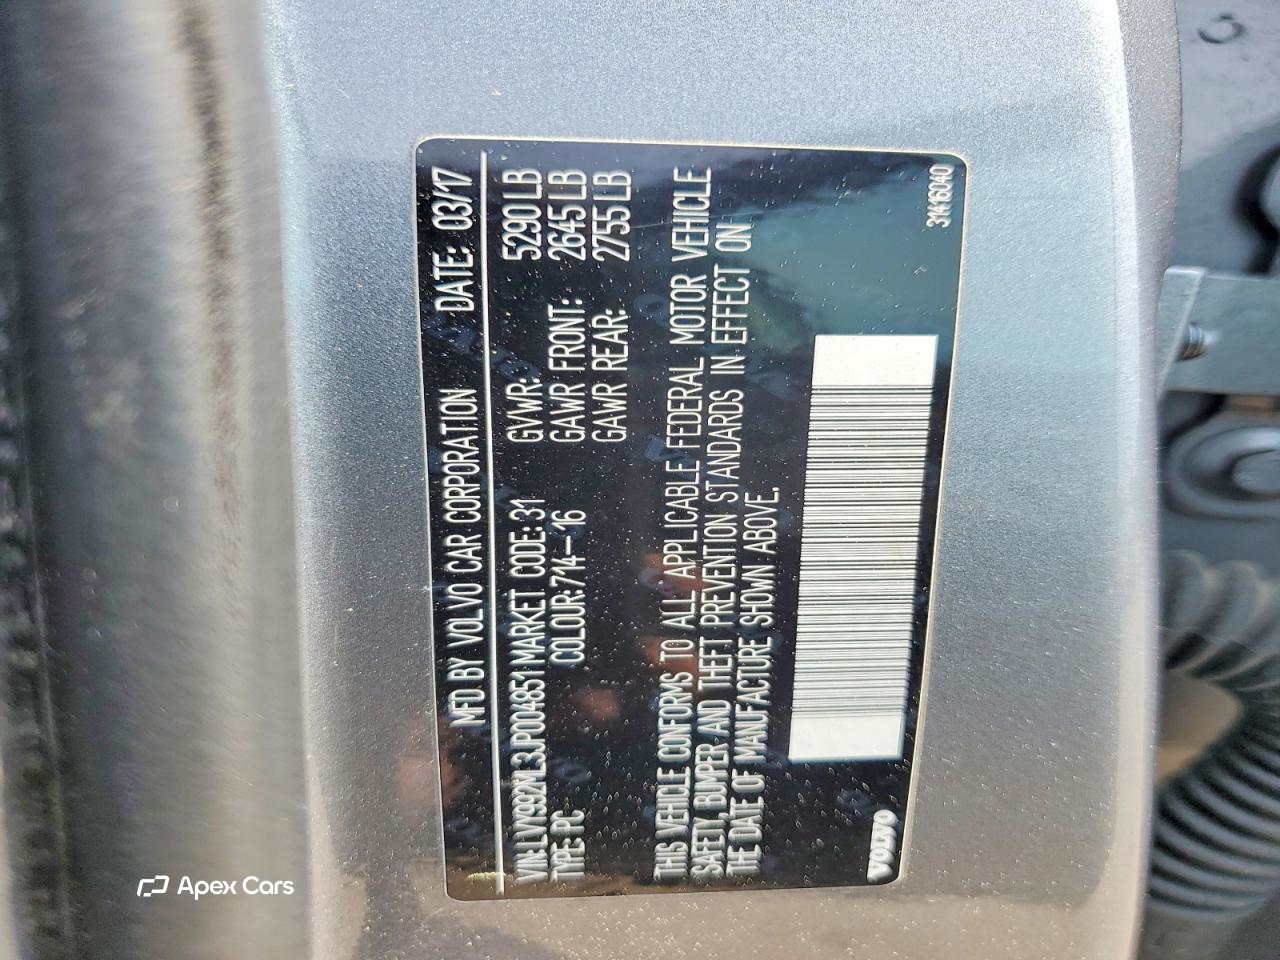 MFD BY VOLVO CAR CORPORATION DATE: 03/17
VIN: LVY992ML3JP004851 MARKET CODE: 31 GVWR: 5290 LB
TYPE: PC COLOUR: 714-16 GAWR FRONT: 2645 LB
GAWR REAR: 2755 LB
THIS VEHICLE CONFORMS TO ALL APPLICABLE FEDERAL MOTOR VEHICLE
SAFETY, BUMPER AND THEFT PREVENTION STANDARDS IN EFFECT ON
THE DATE OF MANUFACTURE SHOWN ABOVE.
VOLVO 31416040
Apex Cars